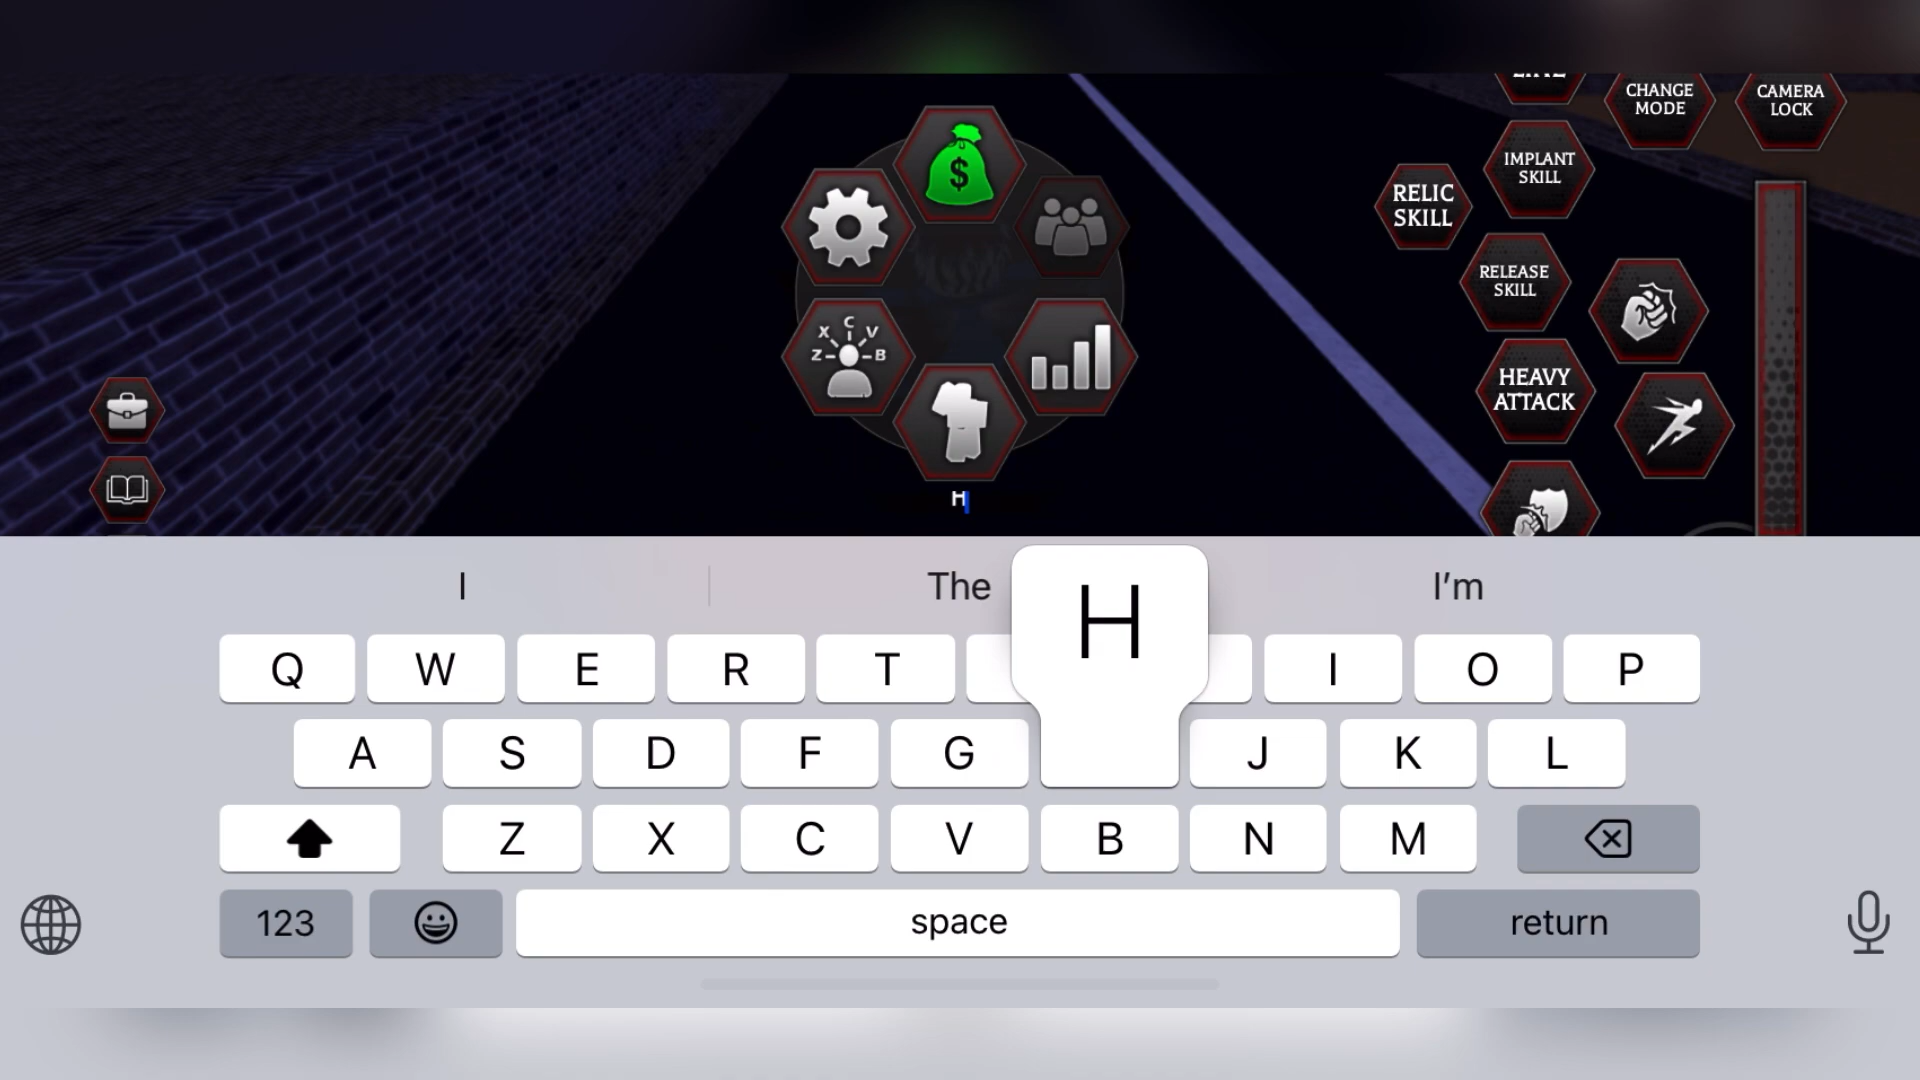 CHANGE
MODE
CAMERA
LOCK
IMPLANT
SKILL
RELIC
SKILL
RELEASE
SKILL
HEAVY
ATTACK
$
Z X C V B
H
I The I'm
H
Q W E R T I O P
A S D F G J K L
Z X C V B N M
123 space return